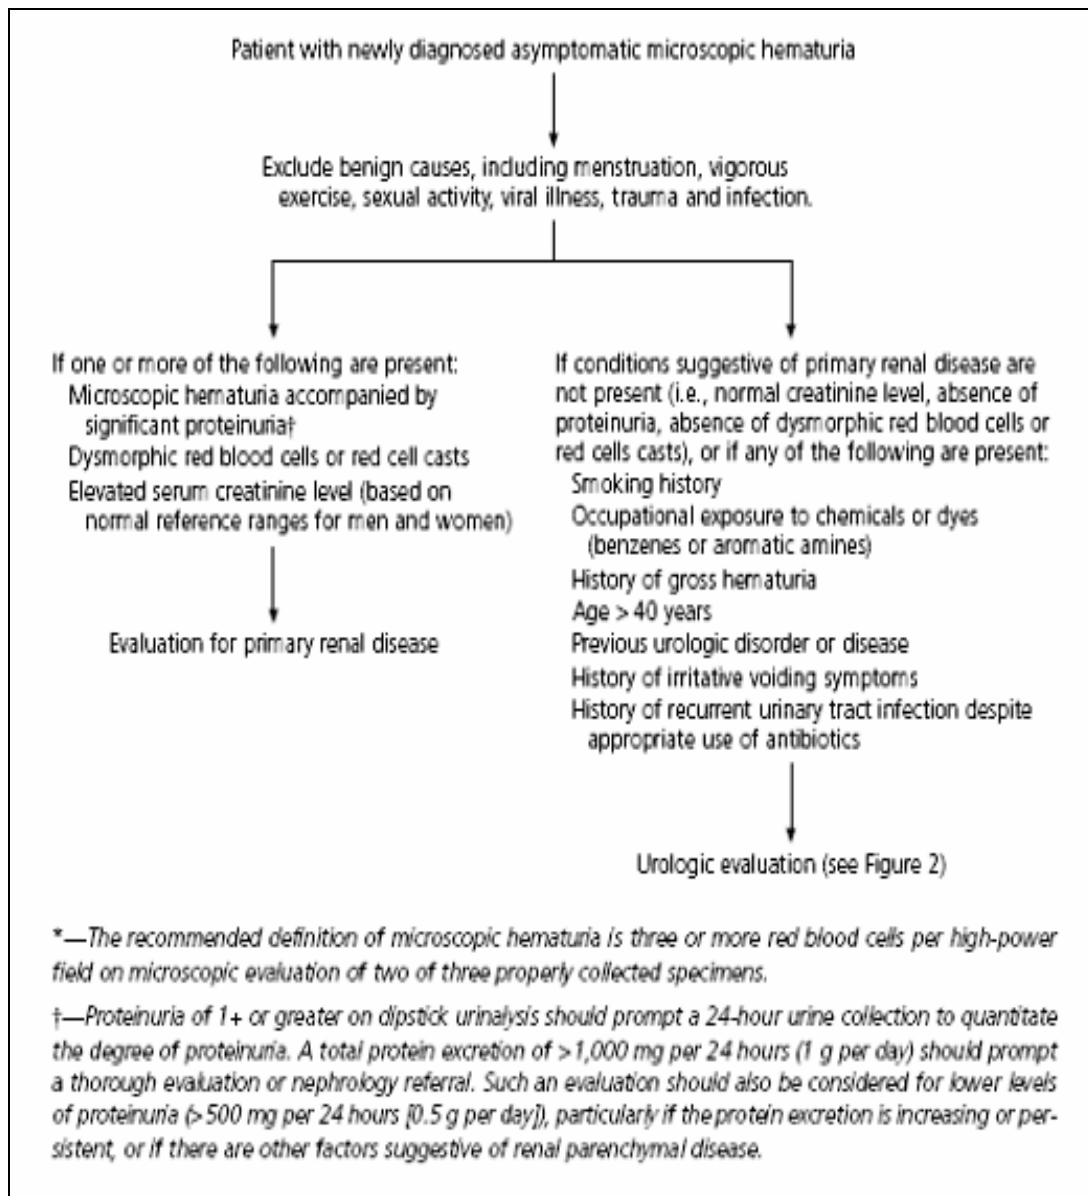 Patient with newly diagnosed asymptomatic microscopic hematuria
Exclude benign causes, including menstruation, vigorous
exercise, sexual activity, viral illness, trauma and infection.
If one or more of the following are present:
Microscopic hematuria accompanied by
significant proteinuria†
Dysmorphic red blood cells or red cell casts
Elevated serum creatinine level (based on
normal reference ranges for men and women)
Evaluation for primary renal disease
If conditions suggestive of primary renal disease are
not present (i.e., normal creatinine level, absence of
proteinuria, absence of dysmorphic red blood cells or
red cells casts), or if any of the following are present:
Smoking history
Occupational exposure to chemicals or dyes
(benzenes or aromatic amines)
History of gross hematuria
Age > 40 years
Previous urologic disorder or disease
History of irritative voiding symptoms
History of recurrent urinary tract infection despite
appropriate use of antibiotics
Urologic evaluation (see Figure 2)
*—The recommended definition of microscopic hematuria is three or more red blood cells per high-power
field on microscopic evaluation of two of three properly collected specimens.
†—Proteinuria of 1+ or greater on dipstick urinalysis should prompt a 24-hour urine collection to quantitate
the degree of proteinuria. A total protein excretion of >1,000 mg per 24 hours (1 g per day) should prompt
a thorough evaluation or nephrology referral. Such an evaluation should also be considered for lower levels
of proteinuria (>500 mg per 24 hours [0.5 g per day]), particularly if the protein excretion is increasing or per-
sistent, or if there are other factors suggestive of renal parenchymal disease.